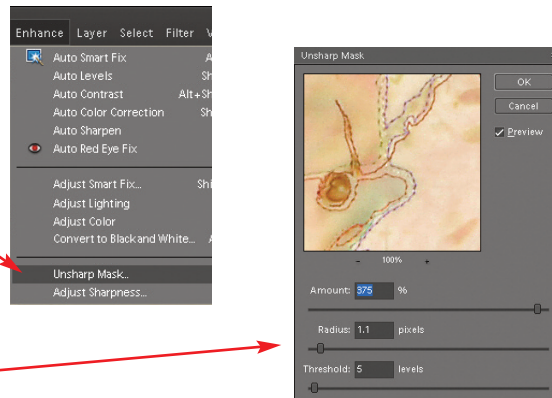 Enhance Layer Select Filter
Auto Smart Fix
Auto Levels
Auto Contrast Alt+Sh
Auto Color Correction
Auto Sharpen
Auto Red Eye Fix
Adjust Smart Fix...
Adjust Lighting
Adjust Color
Convert to Black and White...
Unsharp Mask...
Adjust Sharpness...
Unsharp Mask
OK
Cancel
Preview
- 100% +
Amount: 375 %
Radius: 1.1 pixels
Threshold: 5 levels